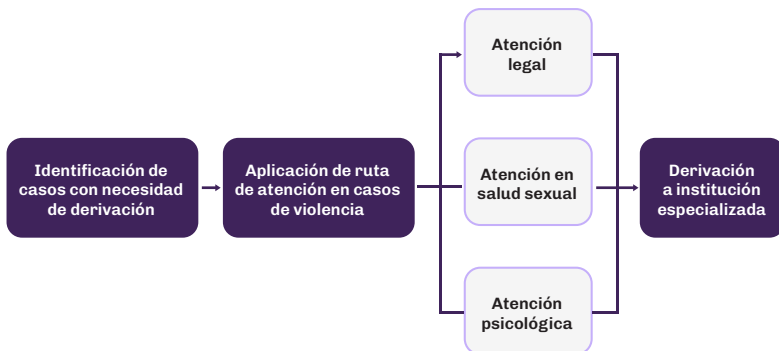 Identificación de
casos con necesidad
de derivación
Aplicación de ruta
de atención en casos
de violencia
Atención
legal
Atención en
salud sexual
Atención
psicológica
Derivación
a institución
especializada